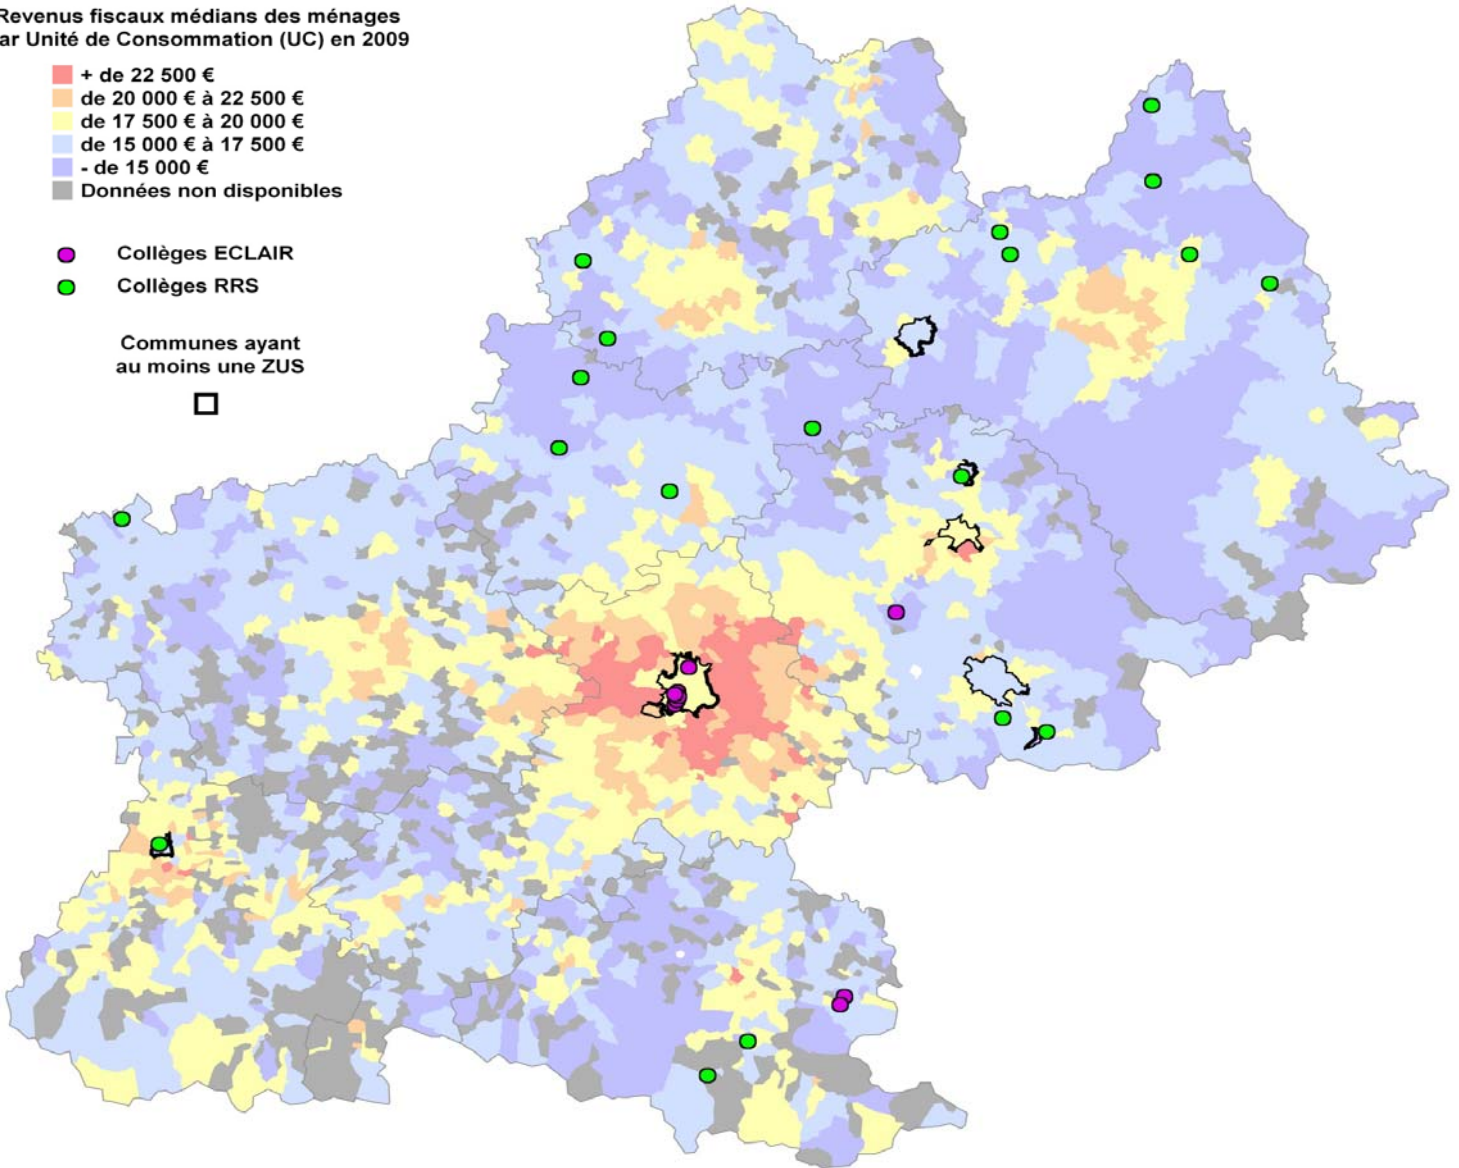 Revenus fiscaux médians des ménages
ar Unité de Consommation (UC) en 2009
+ de 22 500 €
de 20 000 € à 22 500 €
de 17 500 € à 20 000 €
de 15 000 € à 17 500 €
- de 15 000 €
Données non disponibles
Collèges ECLAIR
Collèges RRS
Communes ayant
au moins une ZUS